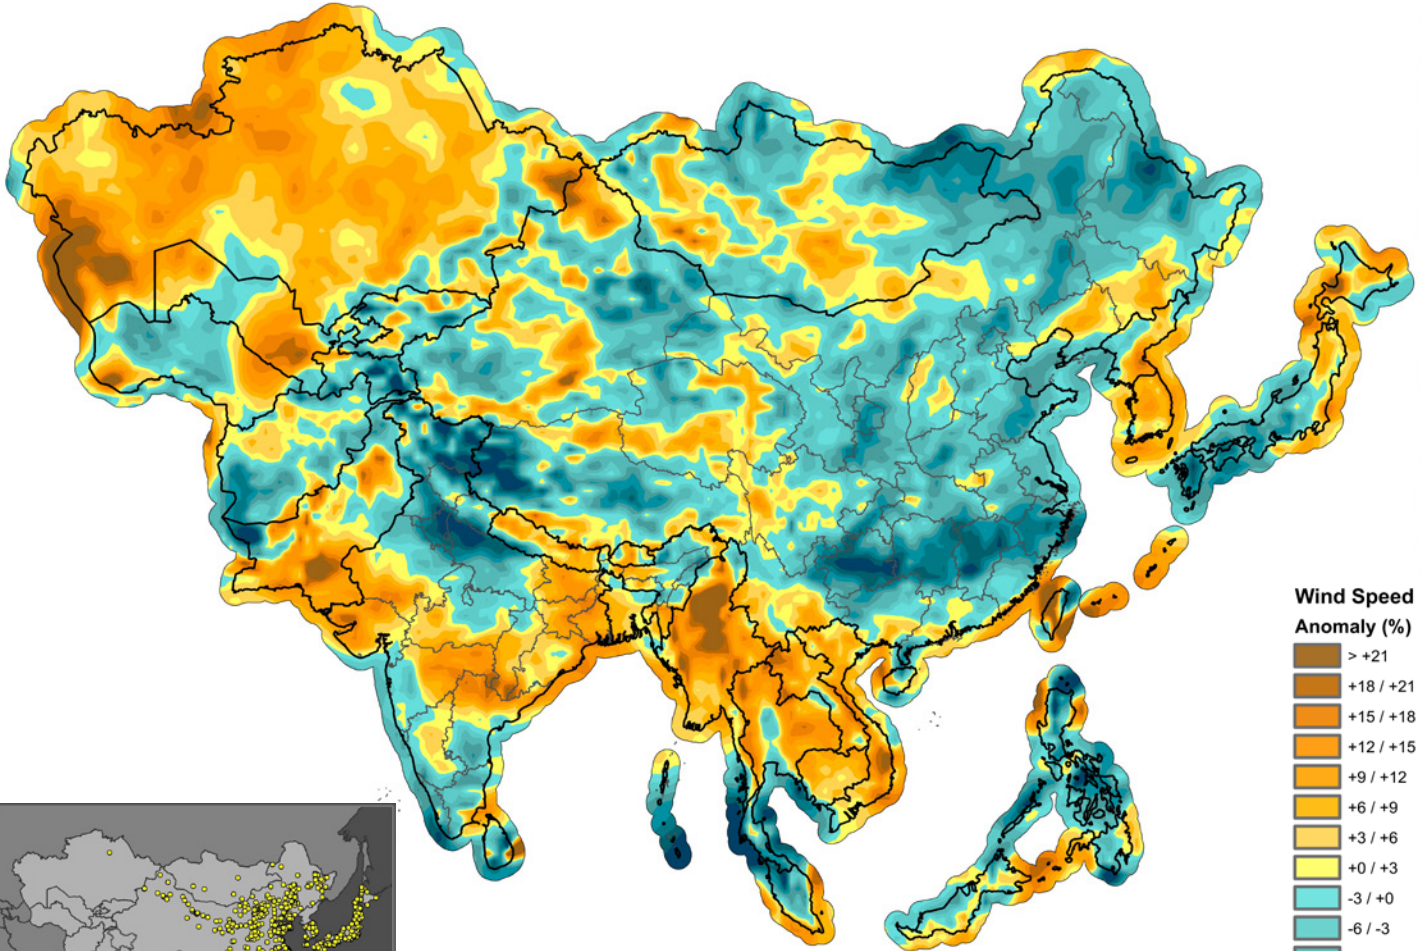 Wind Speed
Anomaly (%)
> +21
+18 / +21
+15 / +18
+12 / +15
+9 / +12
+6 / +9
+3 / +6
+0 / +3
-3 / +0
-6 / -3